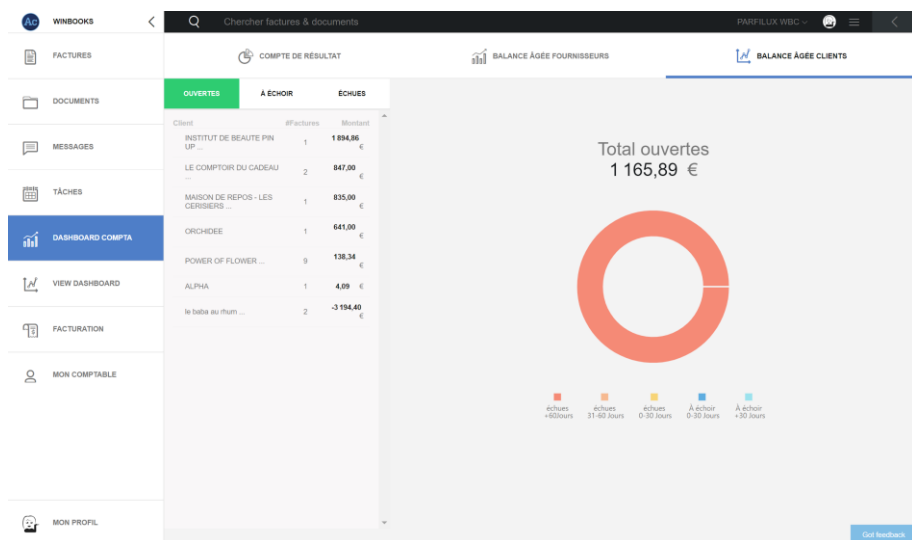 Ac WINBOOKS
Chercher factures & documents
PARFILUX WBC
FACTURES
DOCUMENTS
MESSAGES
TÂCHES
DASHBOARD COMPTA
VIEW DASHBOARD
FACTURATION
MON COMPTABLE
MON PROFIL
COMPTE DE RÉSULTAT
BALANCE ÂGÉE FOURNISSEURS
BALANCE ÂGÉE CLIENTS
OUVERTES À ÉCHOIR ÉCHUES
Client #Factures Montant
INSTITUT DE BEAUTE PIN 1 1 894,86
UP ... €
LE COMPTOIR DU CADEAU 2 847,00
... €
MAISON DE REPOS - LES 1 835,00
CERISIERS ... €
ORCHIDEE 1 641,00
€
POWER OF FLOWER ... 9 138,34
€
ALPHA 1 4,09 €
le baba au rhum ... 2 -3 194,40
€
Total ouvertes
1 165,89 €
échues
+60Jours
échues
31-60 Jours
échues
0-30 Jours
À échoir
0-30 Jours
À échoir
+30 Jours
Got feedback